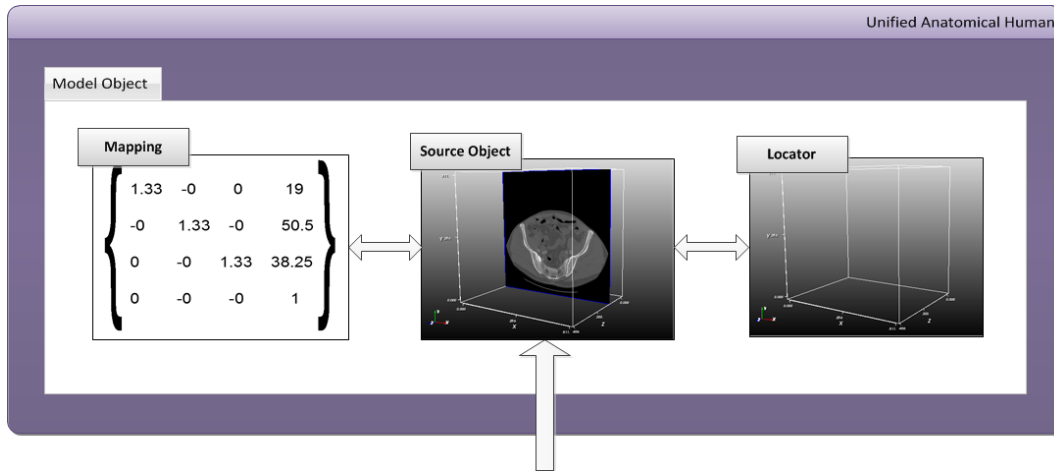 Unified Anatomical Human
Model Object
Mapping
Source Object
Locator
1.33 -0 0 19
-0 1.33 -0 50.5
0 -0 1.33 38.25
0 -0 -0 1
X
Z
X
Z